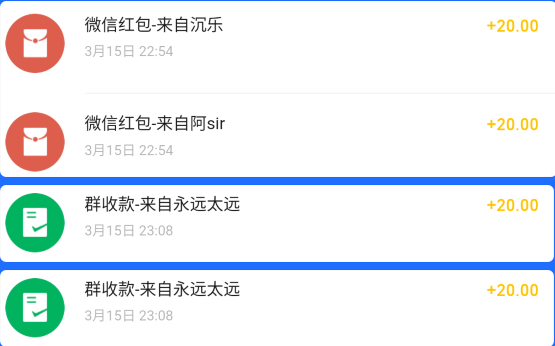 微信红包-来自沉乐
+20.00
3月15日 22:54
微信红包-来自阿sir
+20.00
3月15日 22:54
群收款-来自永远太远
+20.00
3月15日 23:08
群收款-来自永远太远
+20.00
3月15日 23:08